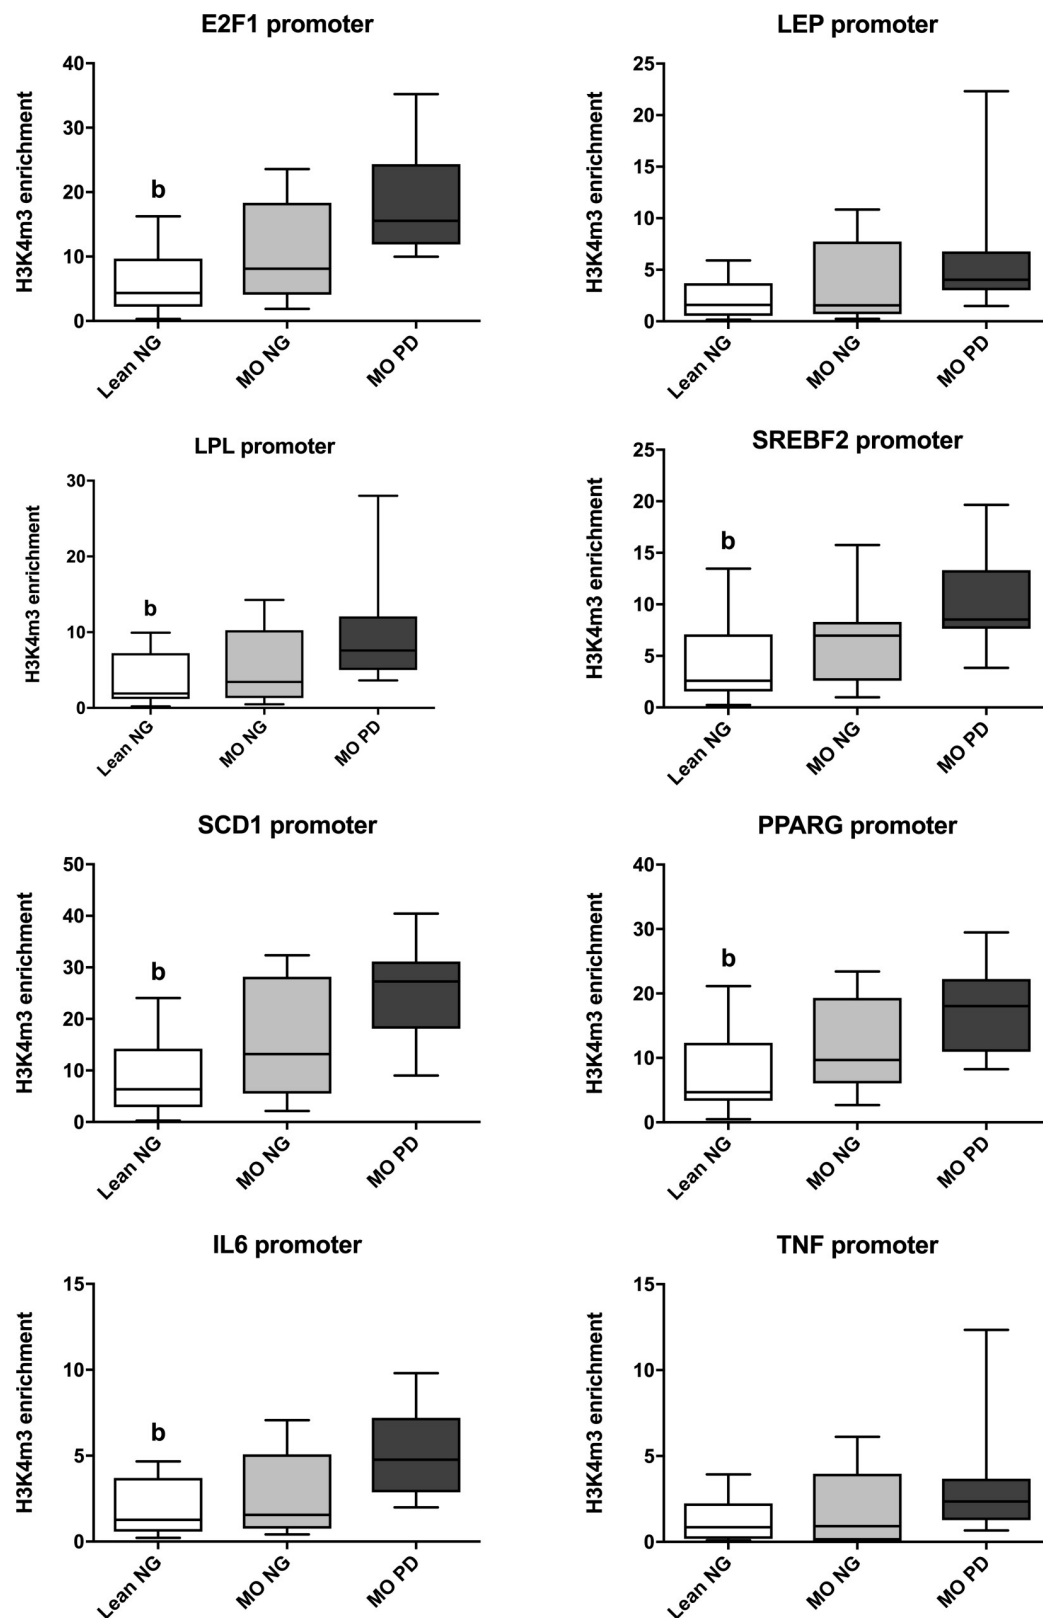 E2F1 promoter
H3K4m3 enrichment
40
30
20
10
0
b
Lean NG
MO NG
MO PD
LEP promoter
H3K4m3 enrichment
25
20
15
10
5
0
Lean NG
MO NG
MO PD
LPL promoter
H3K4m3 enrichment
30
20
10
0
b
Lean NG
MO NG
MO PD
SREBF2 promoter
H3K4m3 enrichment
25
20
15
10
5
0
b
Lean NG
MO NG
MO PD
SCD1 promoter
H3K4m3 enrichment
50
40
30
20
10
0
b
Lean NG
MO NG
MO PD
PPARG promoter
H3K4m3 enrichment
40
30
20
10
0
b
Lean NG
MO NG
MO PD
IL6 promoter
H3K4m3 enrichment
15
10
5
0
b
Lean NG
MO NG
MO PD
TNF promoter
H3K4m3 enrichment
15
10
5
0
Lean NG
MO NG
MO PD